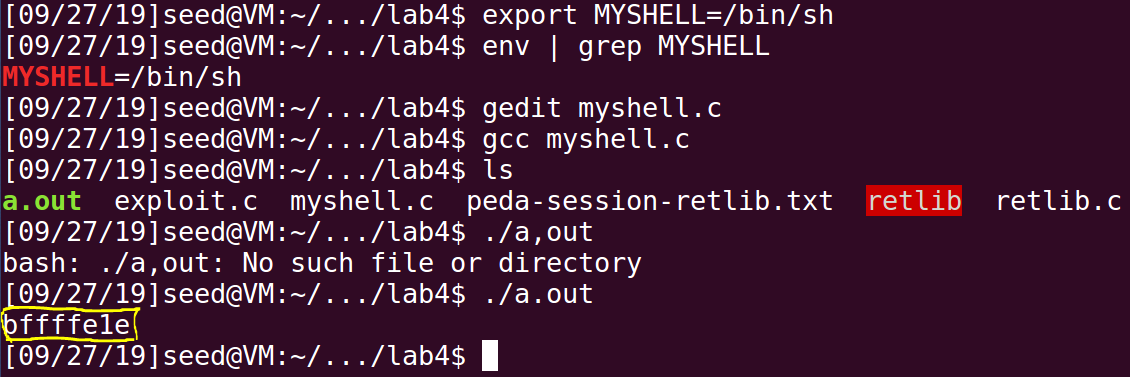 [09/27/19]seed@VM:~/.../lab4$ export MYSHELL=/bin/sh
[09/27/19]seed@VM:~/.../lab4$ env | grep MYSHELL
MYSHELL=/bin/sh
[09/27/19]seed@VM:~/.../lab4$ gedit myshell.c
[09/27/19]seed@VM:~/.../lab4$ gcc myshell.c
[09/27/19]seed@VM:~/.../lab4$ ls
a.out  exploit.c  myshell.c  peda-session-retlib.txt  retlib  retlib.c
[09/27/19]seed@VM:~/.../lab4$ ./a,out
bash: ./a,out: No such file or directory
[09/27/19]seed@VM:~/.../lab4$ ./a.out
bffffe1e
[09/27/19]seed@VM:~/.../lab4$